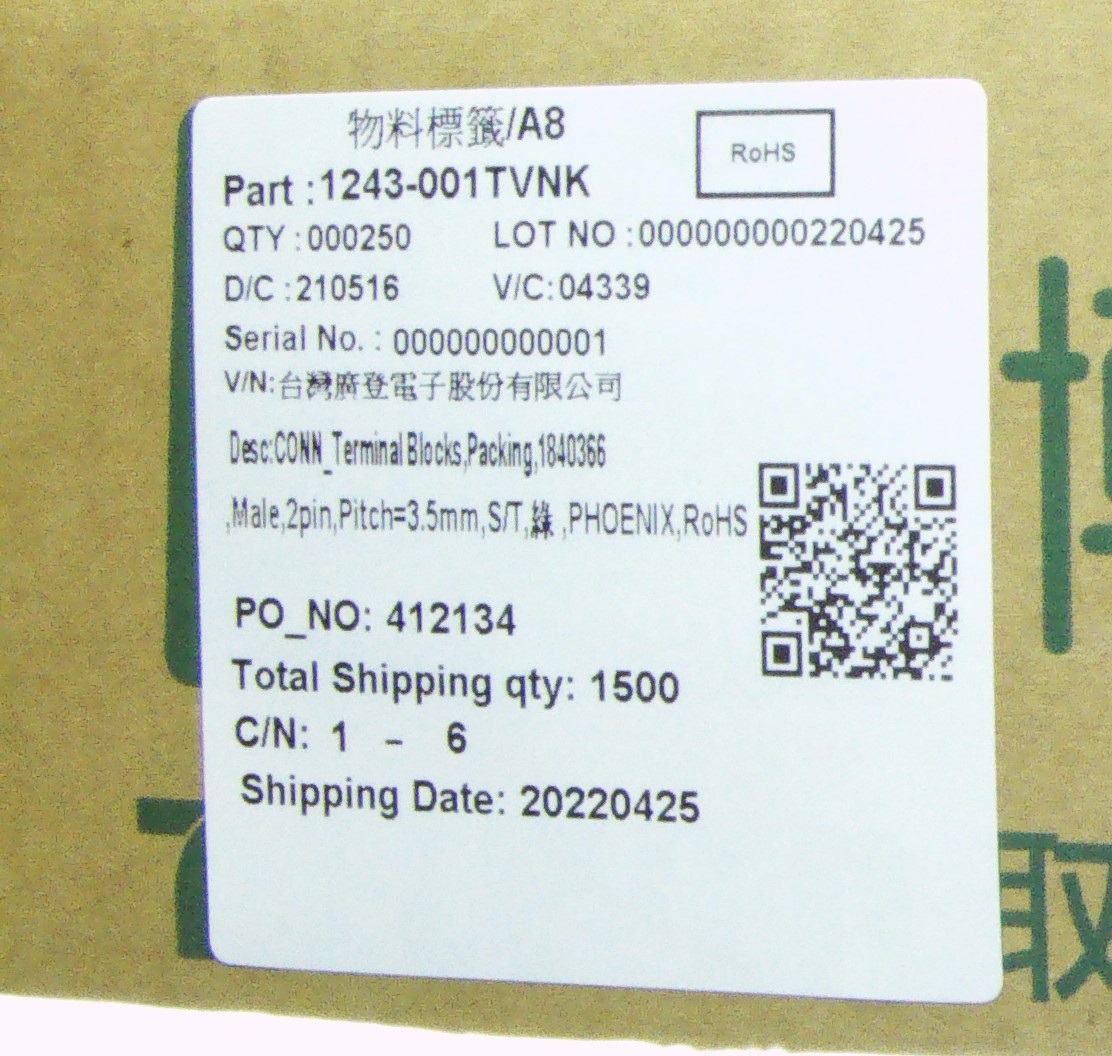 物料標籤/A8
RoHS
Part :1243-001TVNK
QTY :000250 LOT NO :000000000220425
D/C :210516 V/C:04339
Serial No. : 000000000001
V/N:台灣廣登電子股份有限公司
Desc:CONN_Terminal Blocks,Packing,1840366
,Male,2pin,Pitch=3.5mm,S/T,綠 ,PHOENIX,RoHS
PO_NO: 412134
Total Shipping qty: 1500
C/N: 1 - 6
Shipping Date: 20220425
取